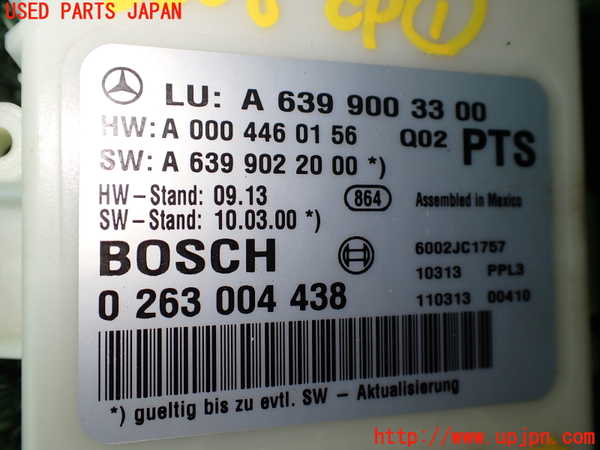 USED PARTS JAPAN
CP①
LU: A 639 900 33 00
HW: A 000 446 01 56 Q02 PTS
SW: A 639 902 20 00 *)
HW-Stand: 09.13 864 Assembled in Mexico
SW-Stand: 10.03.00 *)
BOSCH 6002JC1757
0 263 004 438 10313 PPL3
110313 00410
*) gueltig bis zu evtl. SW - Aktualisierung
http://www.upjpn.com/